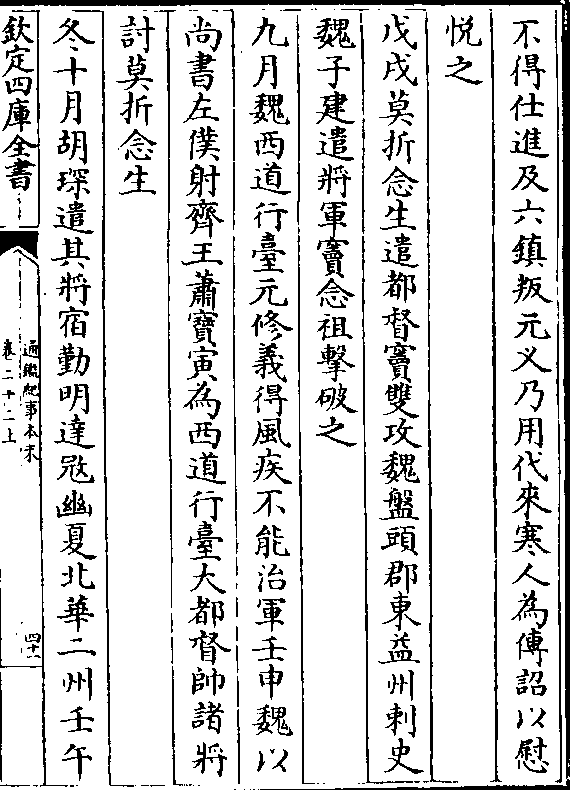 不得仕進及六鎮叛元义乃用代來寒人為傳詔以慰
悅之
戊戌莫折念生遣都督竇雙攻魏盤頭郡東益州刺史
魏子建遣將軍竇念祖擊破之
九月魏西道行臺元修義得風疾不能治軍壬申魏以
尚書左僕射齊王蕭寶寅為西道行臺大都督帥諸將
討莫折念生
冬十月胡琛遣其將宿勤明達冦豳夏北華二州壬午
欽定四庫全書
通鑑紀事本末
卷二十二上
四十一